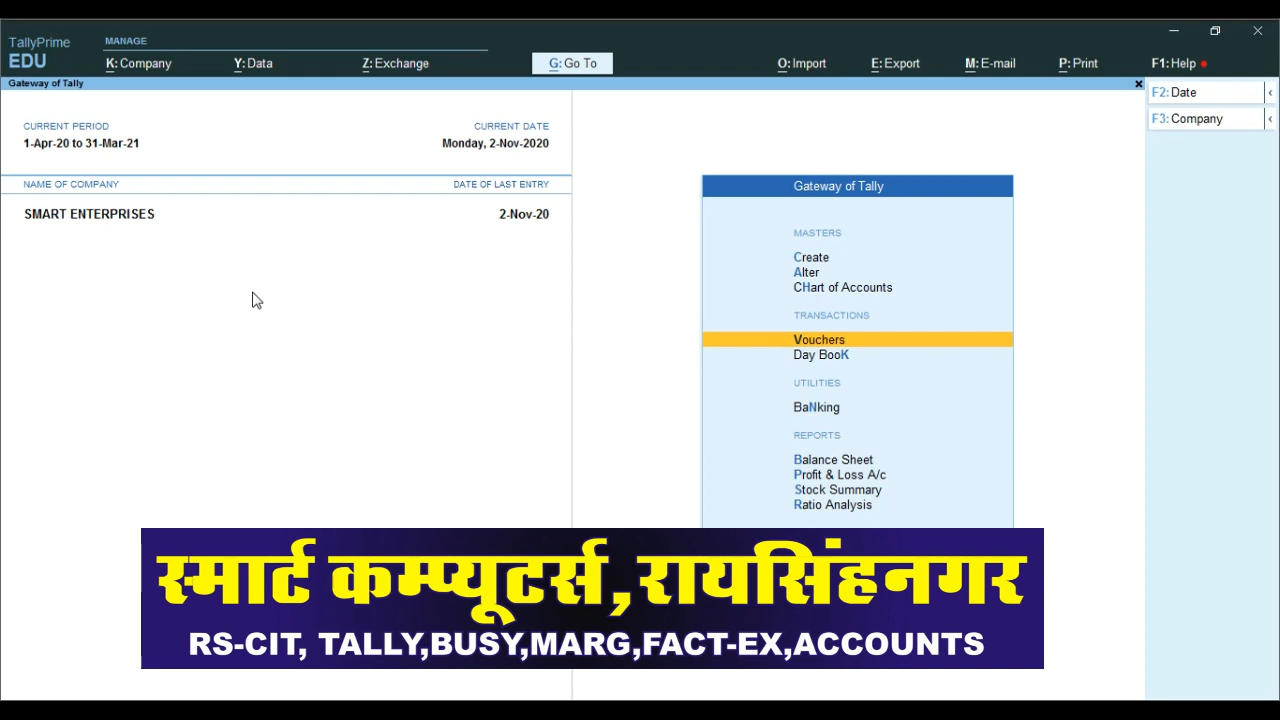 TallyPrime
EDU
MANAGE
K: Company
Y: Data
Z: Exchange
G: Go To
O: Import
E: Export
M: E-mail
P: Print
F1: Help
Gateway of Tally
F2: Date
F3: Company
CURRENT PERIOD
CURRENT DATE
1-Apr-20 to 31-Mar-21
Monday, 2-Nov-2020
NAME OF COMPANY
DATE OF LAST ENTRY
SMART ENTERPRISES
2-Nov-20
Gateway of Tally
MASTERS
Create
Alter
CHart of Accounts
TRANSACTIONS
Vouchers
Day BooK
UTILITIES
BaNking
REPORTS
Balance Sheet
Profit & Loss A/c
Stock Summary
Ratio Analysis
स्मार्ट कम्प्यूटर्स,रायसिंहनगर
RS-CIT, TALLY,BUSY,MARG,FACT-EX,ACCOUNTS